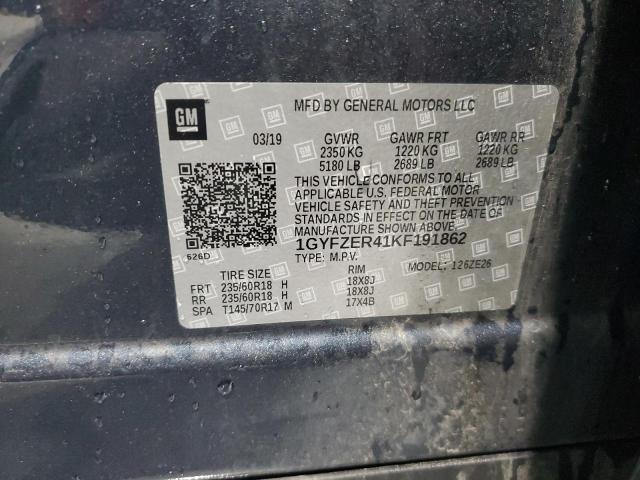 GM
MFD BY GENERAL MOTORS LLC
03/19 GVWR GAWR FRT GAWR RR
2350 KG 1220 KG 1220 KG
5180 LB 2689 LB 2689 LB
THIS VEHICLE CONFORMS TO ALL
APPLICABLE U.S. FEDERAL MOTOR
VEHICLE SAFETY AND THEFT PREVENTION
STANDARDS IN EFFECT ON THE DATE OF
MANUFACTURE SHOWN ABOVE.
1GYFZER41KF191862
626D TYPE: M.P.V. MODEL: 126ZE26
TIRE SIZE RIM
FRT 235/60R18 H 18X8J
RR 235/60R18 H 18X8J
SPA T145/70R17 M 17X4B